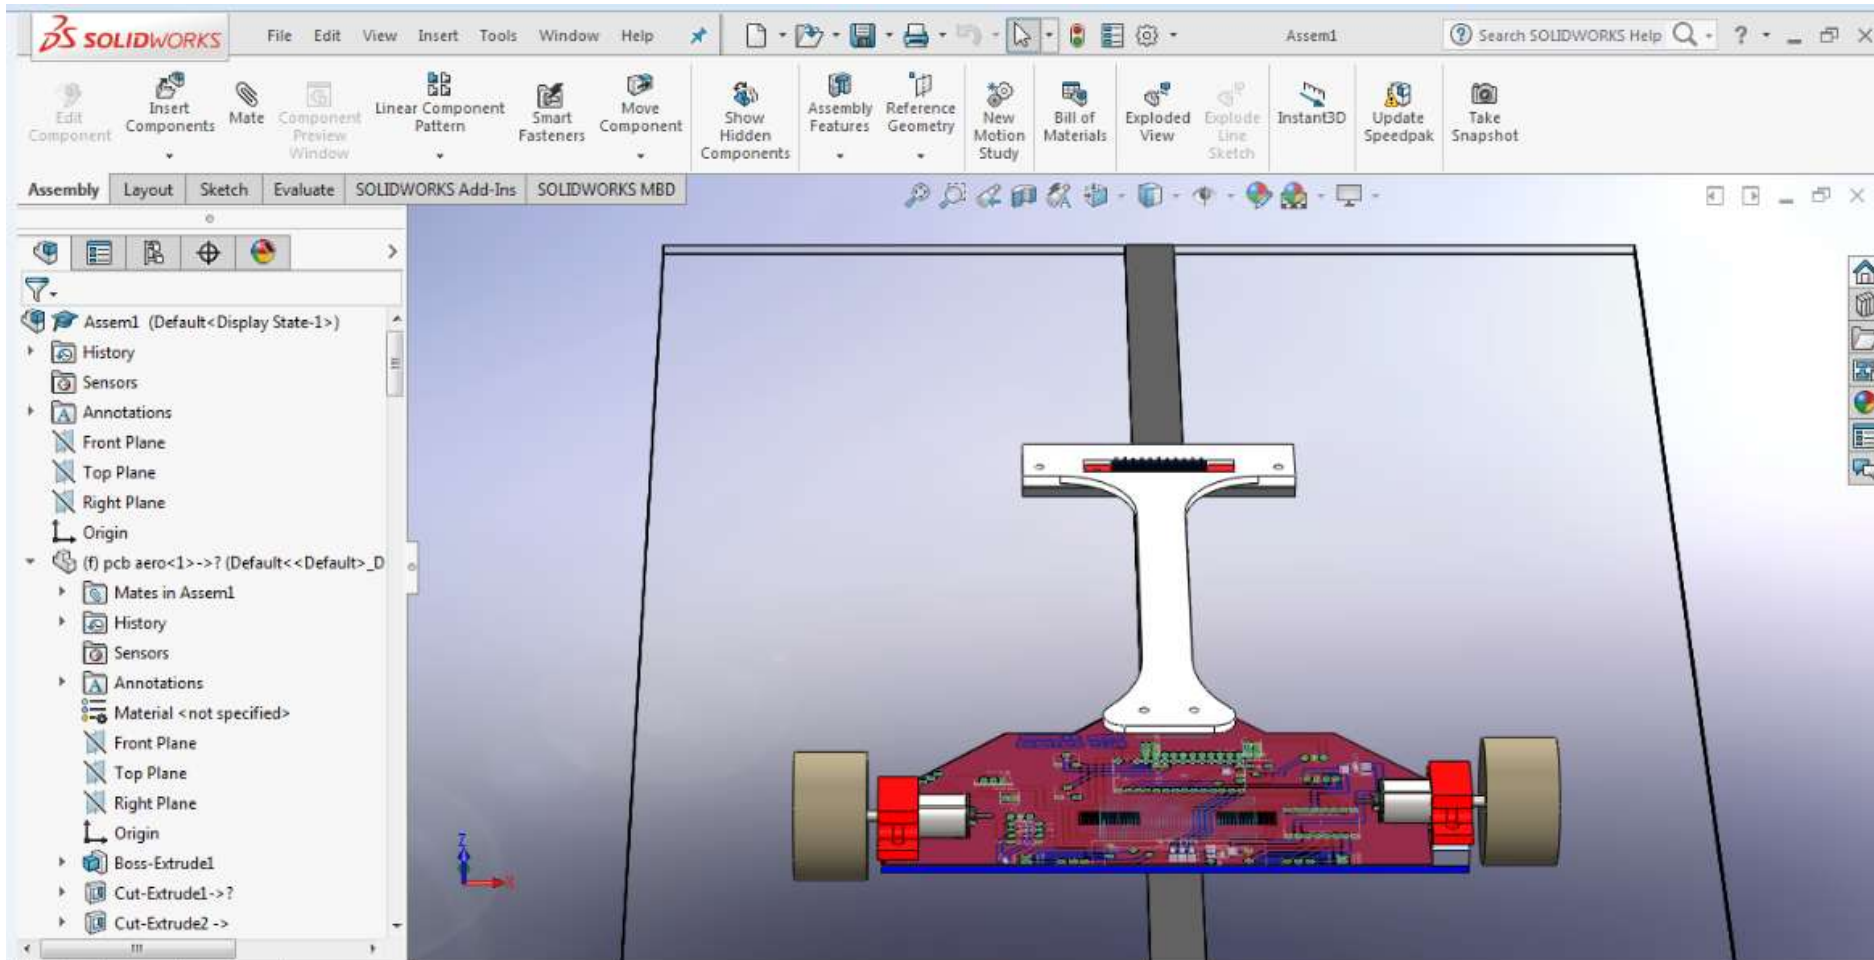 SOLIDWORKS File Edit View Insert Tools Window Help Assem1 Search SOLIDWORKS Help ?
Edit Component
Insert Components
Mate
Component Preview Window
Linear Component Pattern
Smart Fasteners
Move Component
Show Hidden Components
Assembly Features
Reference Geometry
New Motion Study
Bill of Materials
Exploded View
Explode Line Sketch
Instant3D
Update Speedpak
Take Snapshot
Assembly Layout Sketch Evaluate SOLIDWORKS Add-Ins SOLIDWORKS MBD
Assem1 (Default<Display State-1>)
History
Sensors
Annotations
Front Plane
Top Plane
Right Plane
Origin
(f) pcb aero<1>->? (Default<<Default>_D
Mates in Assem1
History
Sensors
Annotations
Material <not specified>
Front Plane
Top Plane
Right Plane
Origin
Boss-Extrude1
Cut-Extrude1->?
Cut-Extrude2 ->
Z
X